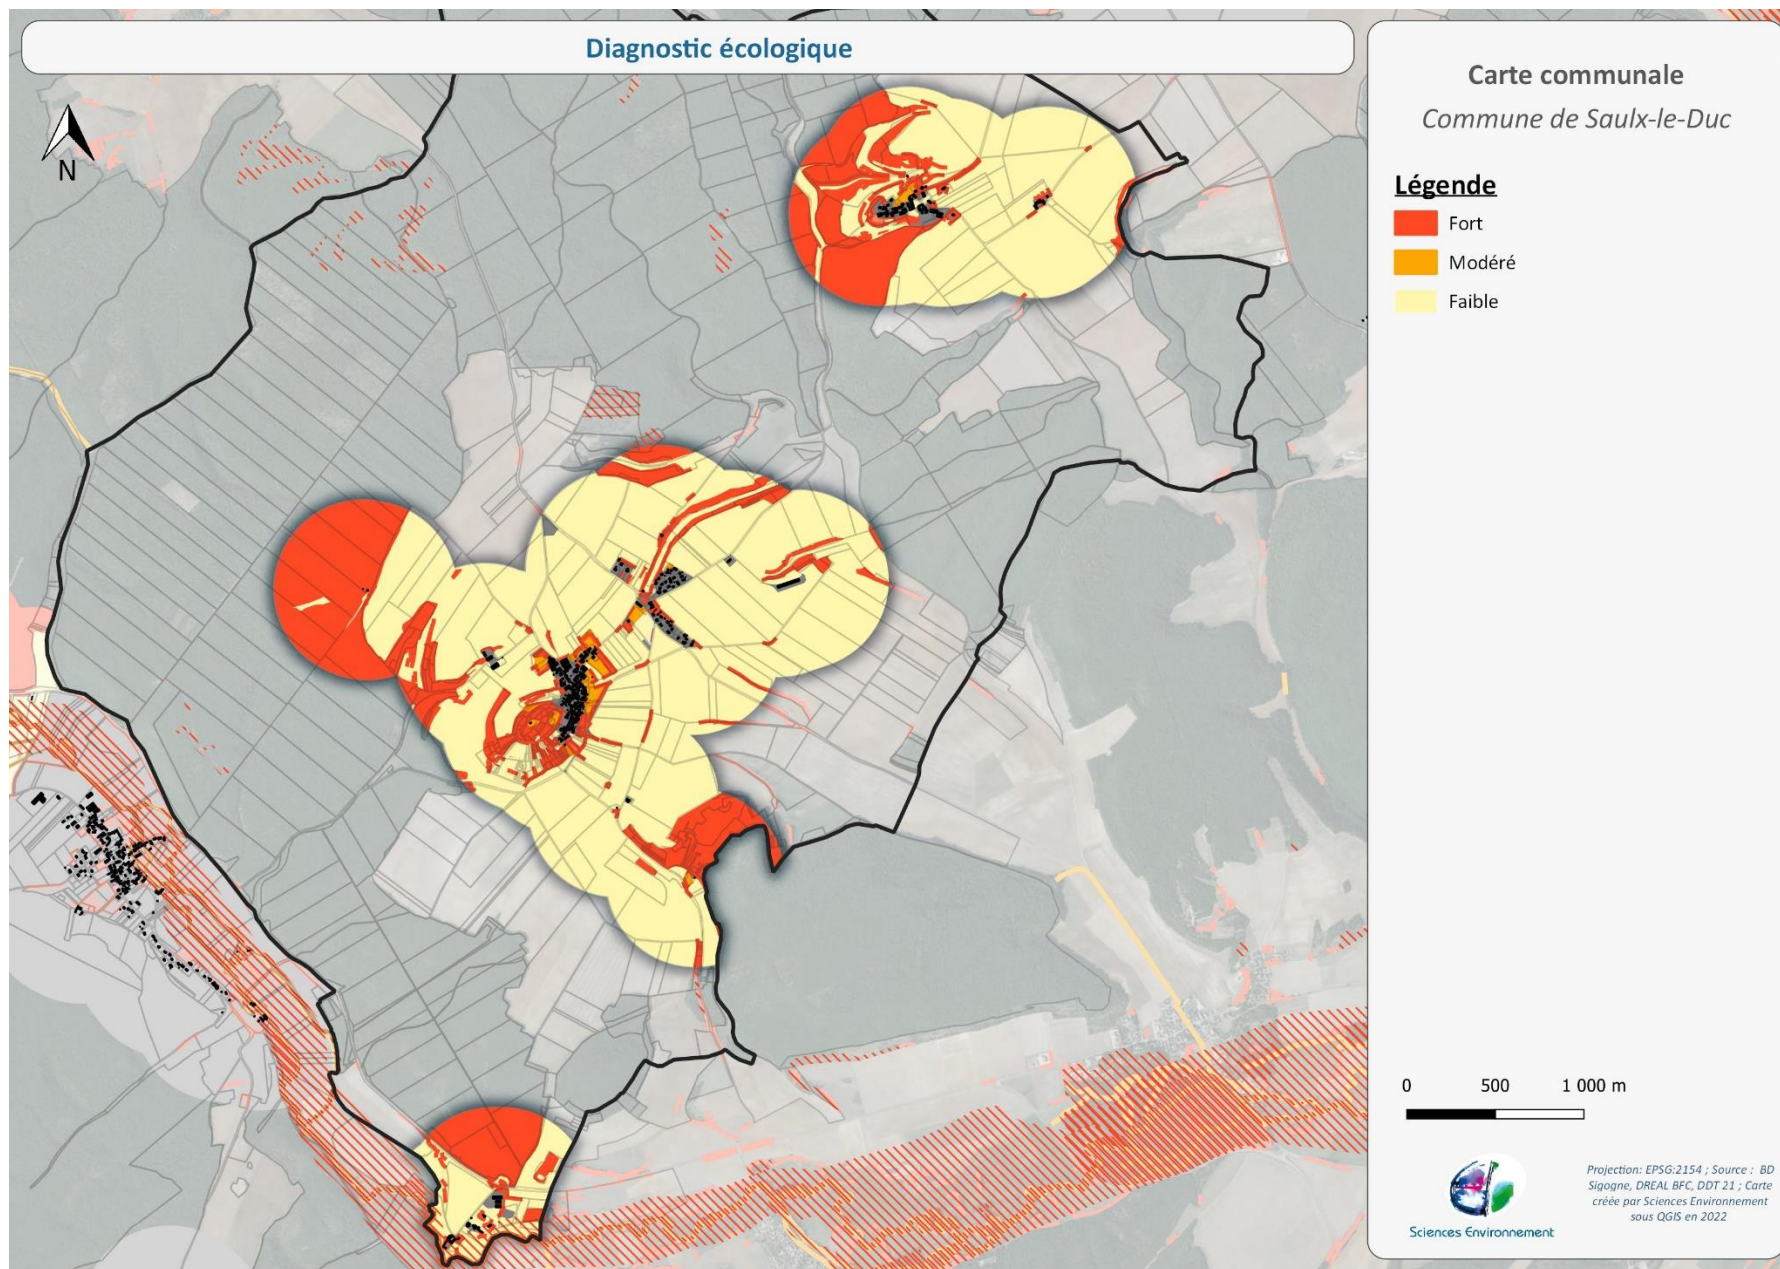 Diagnostic écologique
N
Carte communale
Commune de Saulx-le-Duc
Légende
Fort
Modéré
Faible
0 500 1 000 m
Projection: EPSG:2154 ; Source : BD
Sigogne, DREAL BFC, DDT 21 ; Carte
créée par Sciences Environnement
sous QGIS en 2022
Sciences Environnement